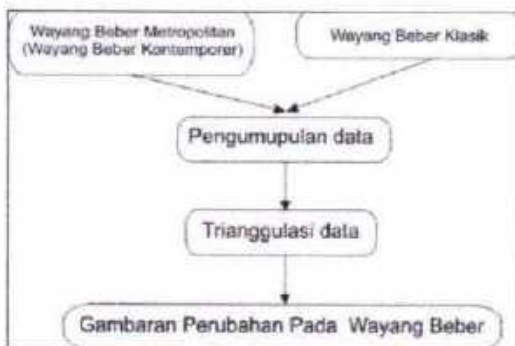 Wayang Beber Metropolitan
(Wayang Beber Kontemporer)
Wayang Beber Klasik
Pengumupulan data
Trianggulasi data
Gambaran Perubahan Pada Wayang Beber